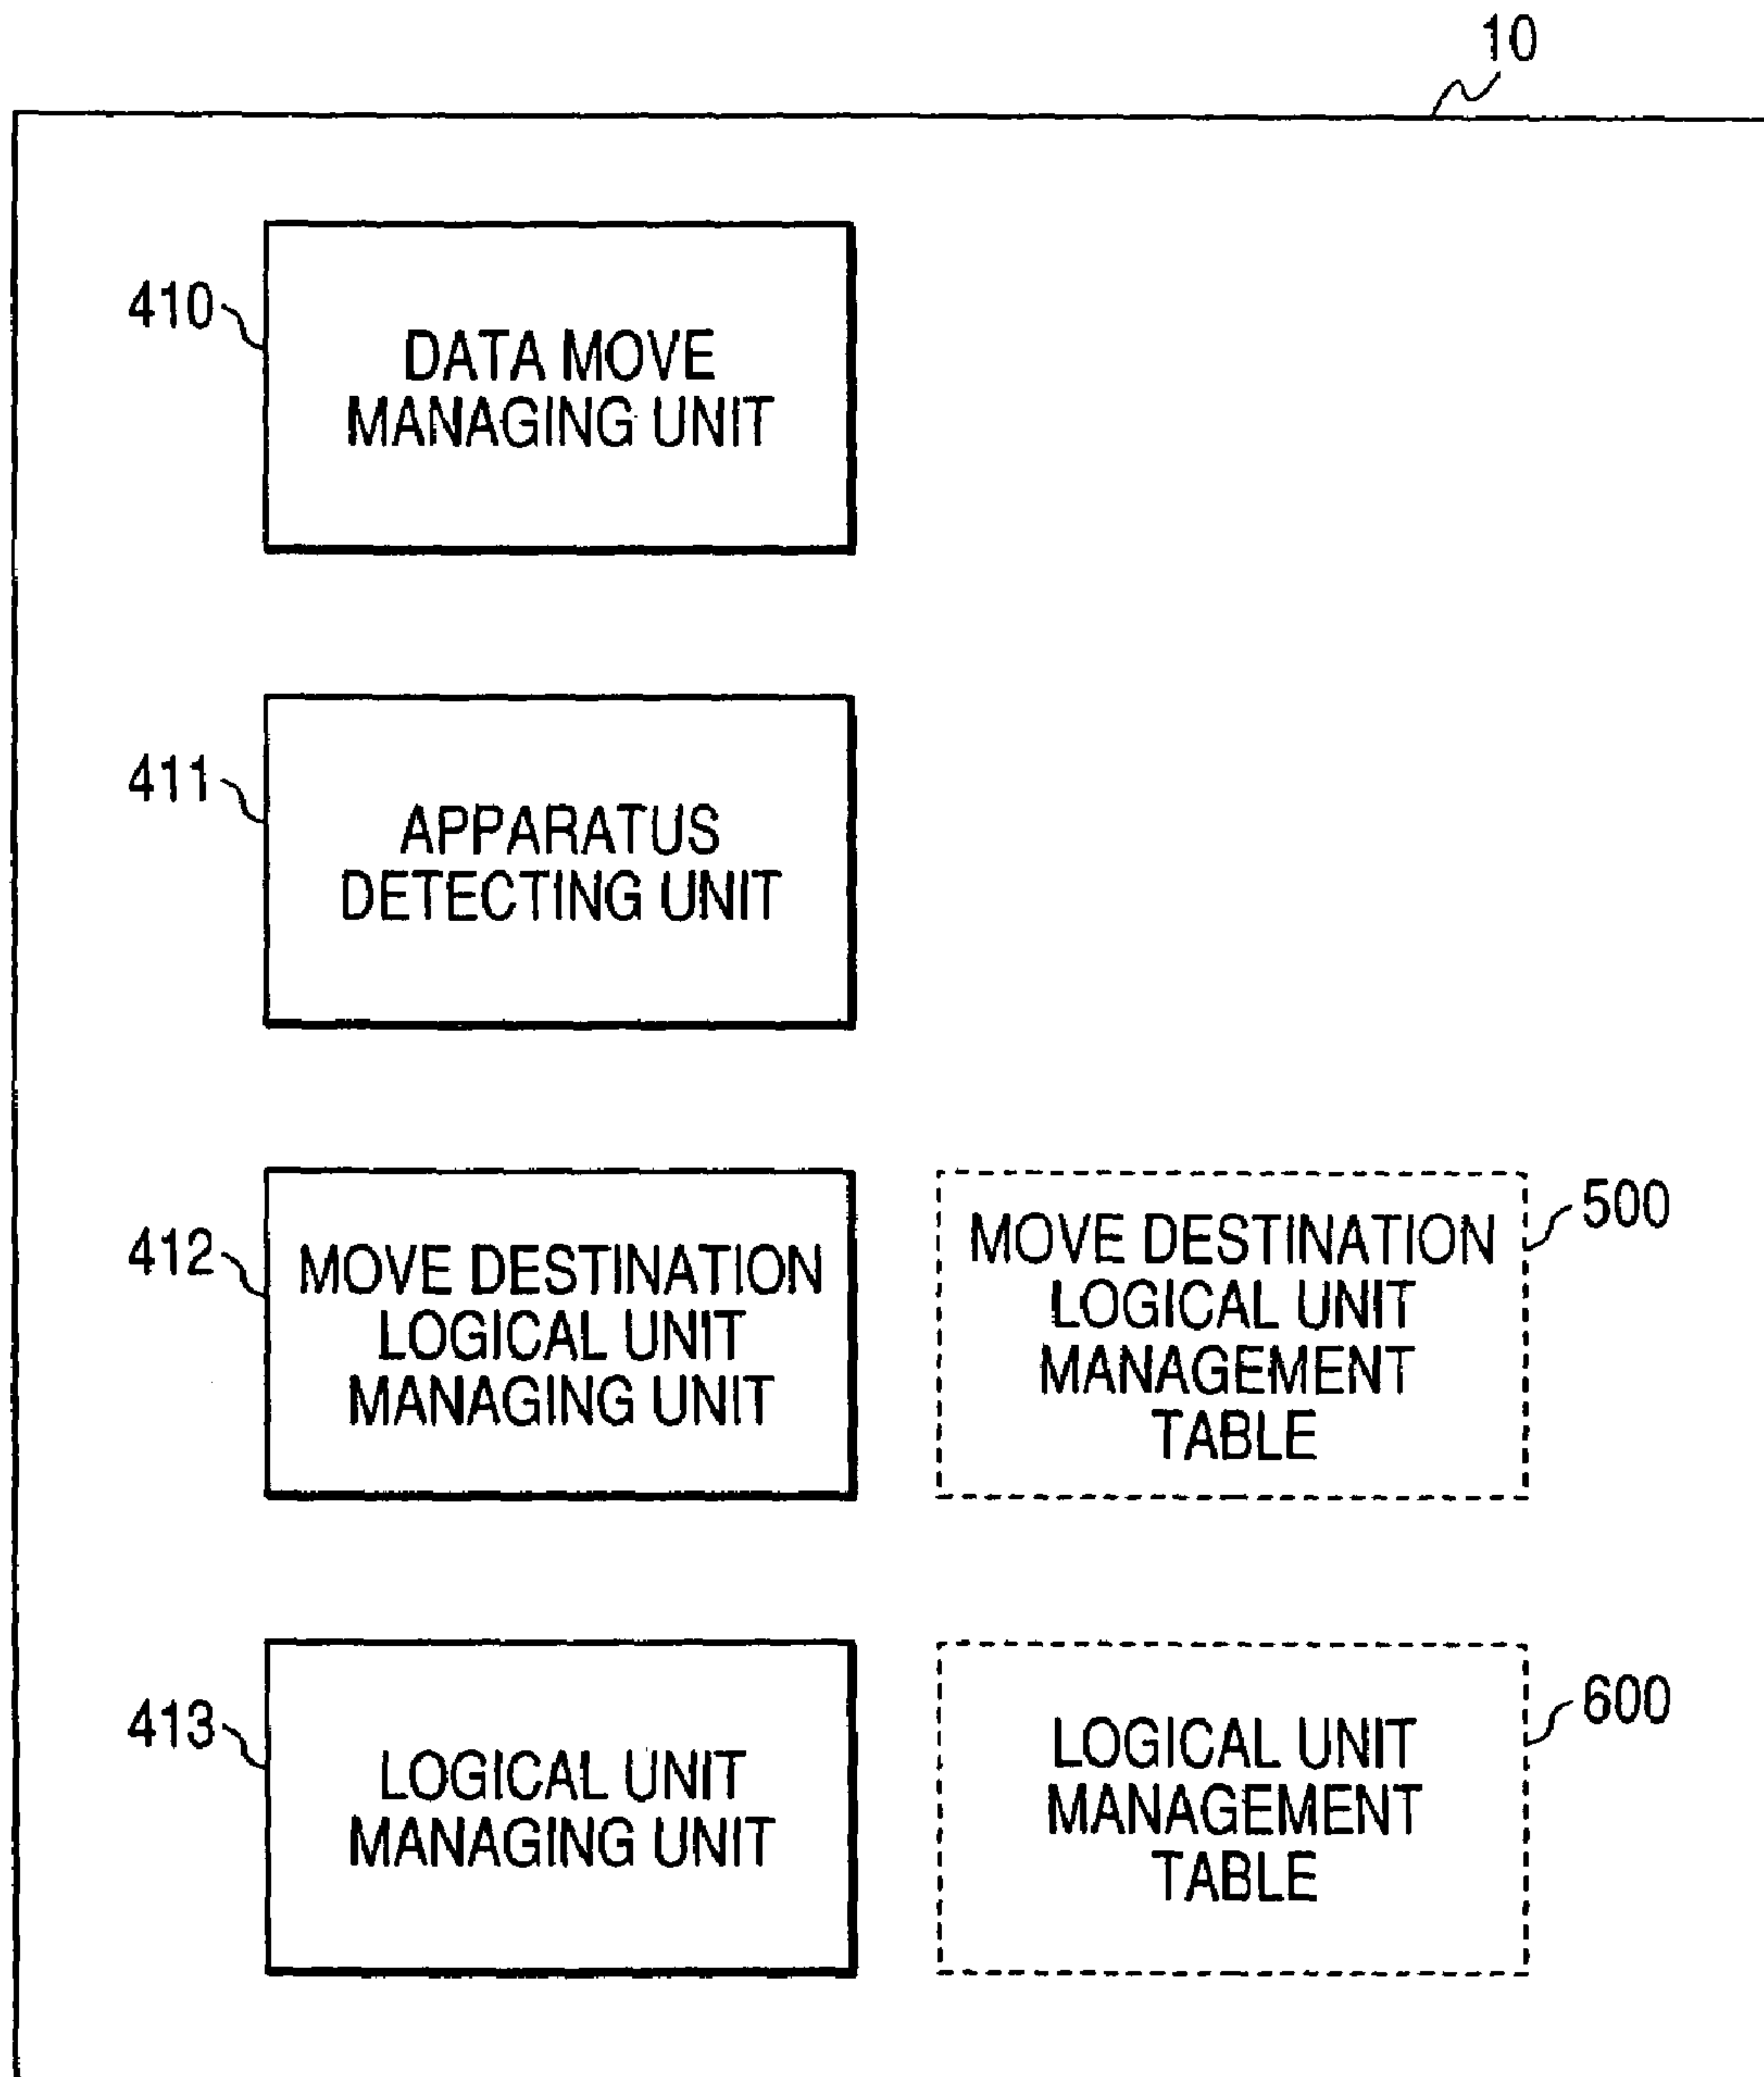 10
410
DATA MOVE
MANAGING UNIT
411
APPARATUS
DETECTING UNIT
412
MOVE DESTINATION
LOGICAL UNIT
MANAGING UNIT
MOVE DESTINATION
LOGICAL UNIT
MANAGEMENT
TABLE
500
413
LOGICAL UNIT
MANAGING UNIT
LOGICAL UNIT
MANAGEMENT
TABLE
600